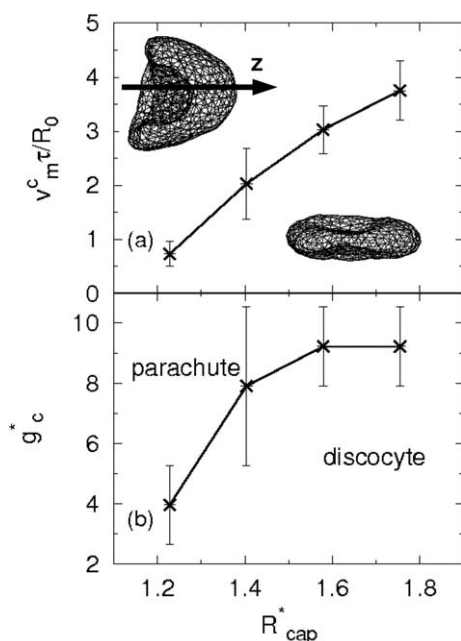 5
z
4
3
2
1
0
v^c_m τ/R_0
(a)
10
8
6
4
2
g^*_c
parachute
discocyte
(b)
1.2 1.4 1.6 1.8
R^*_cap